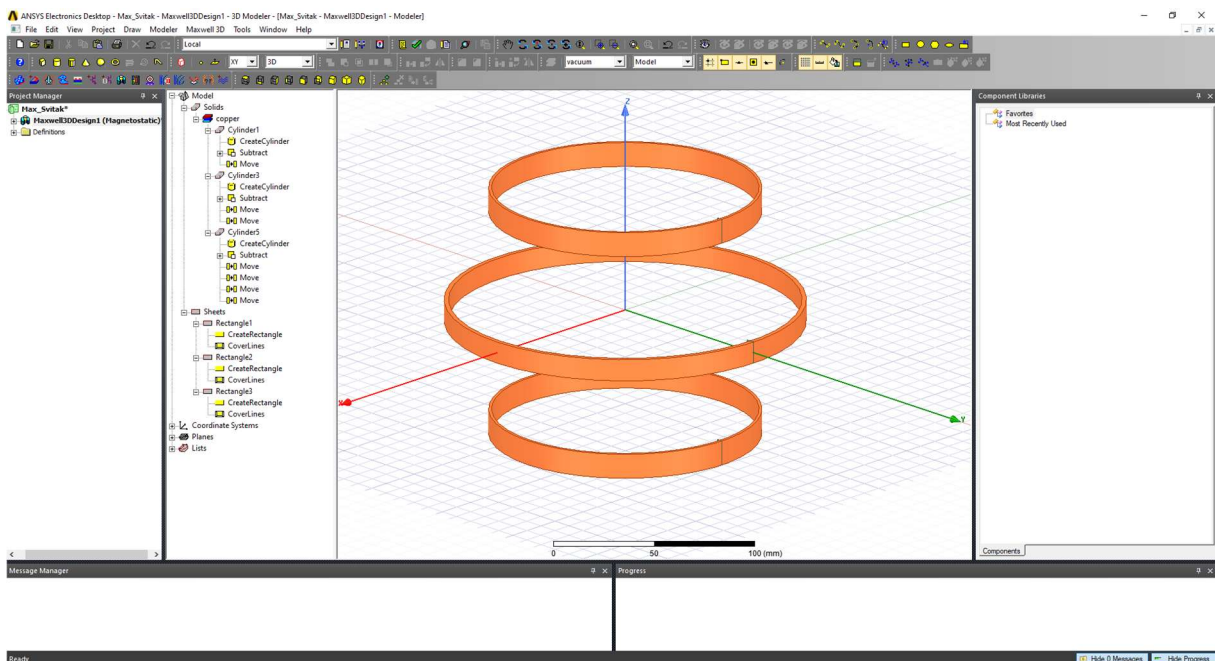 ANSYS Electronics Desktop - Max_Svitak - Maxwell3DDesign1 - 3D Modeler - [Max_Svitak - Maxwell3DDesign1 - Modeler]
File Edit View Project Draw Modeler Maxwell 3D Tools Window Help
Local
XY 3D vacuum Model
Project Manager
Max_Svitak*
Maxwell3DDesign1 (Magnetostatic)*
Definitions
Model
Solids
copper
Cylinder1
CreateCylinder
Subtract
Move
Cylinder3
CreateCylinder
Subtract
Move
Move
Cylinder5
CreateCylinder
Subtract
Move
Move
Move
Move
Sheets
Rectangle1
CreateRectangle
CoverLines
Rectangle2
CreateRectangle
CoverLines
Rectangle3
CreateRectangle
CoverLines
Coordinate Systems
Planes
Lists
Z
X
Y
0 50 100 (mm)
Component Libraries
Favorites
Most Recently Used
Components
Message Manager
Progress
Ready
Hide 0 Messages Hide Progress